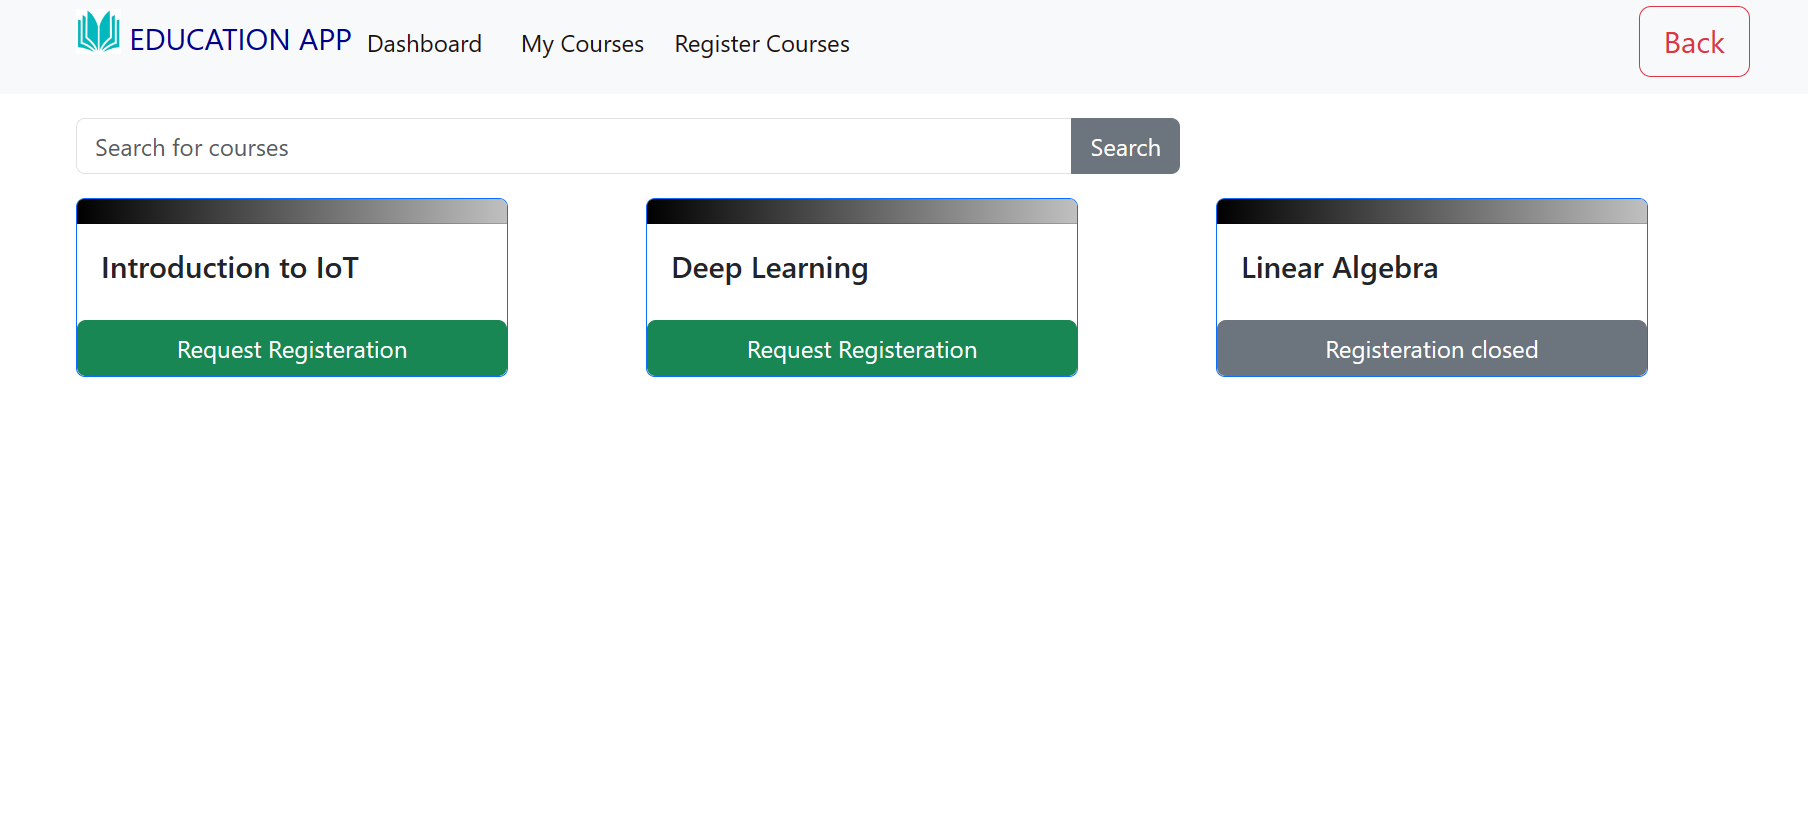 EDUCATION APP Dashboard My Courses Register Courses Back
Search for courses Search
Introduction to IoT
Request Registeration
Deep Learning
Request Registeration
Linear Algebra
Registeration closed